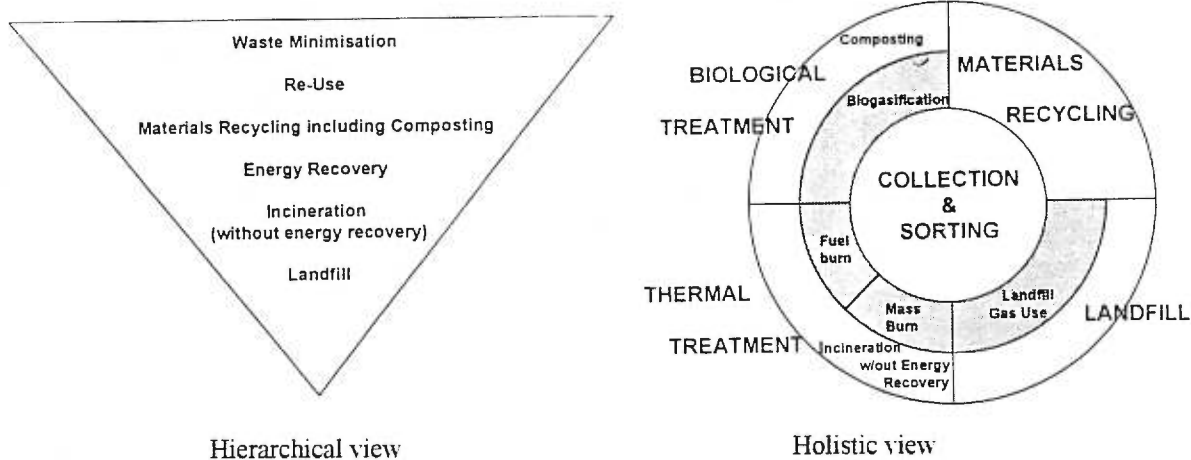 Waste Minimisation
Re-Use
Materials Recycling including Composting
Energy Recovery
Incineration
(without energy recovery)
Landfill
Hierarchical view
Composting
BIOLOGICAL
TREATMENT
Biogasification
MATERIALS
RECYCLING
COLLECTION
&
SORTING
Fuel
burn
Mass
Burn
THERMAL
TREATMENT
Incineration
w/out Energy
Recovery
Landfill
Gas Use
LANDFILL
Holistic view